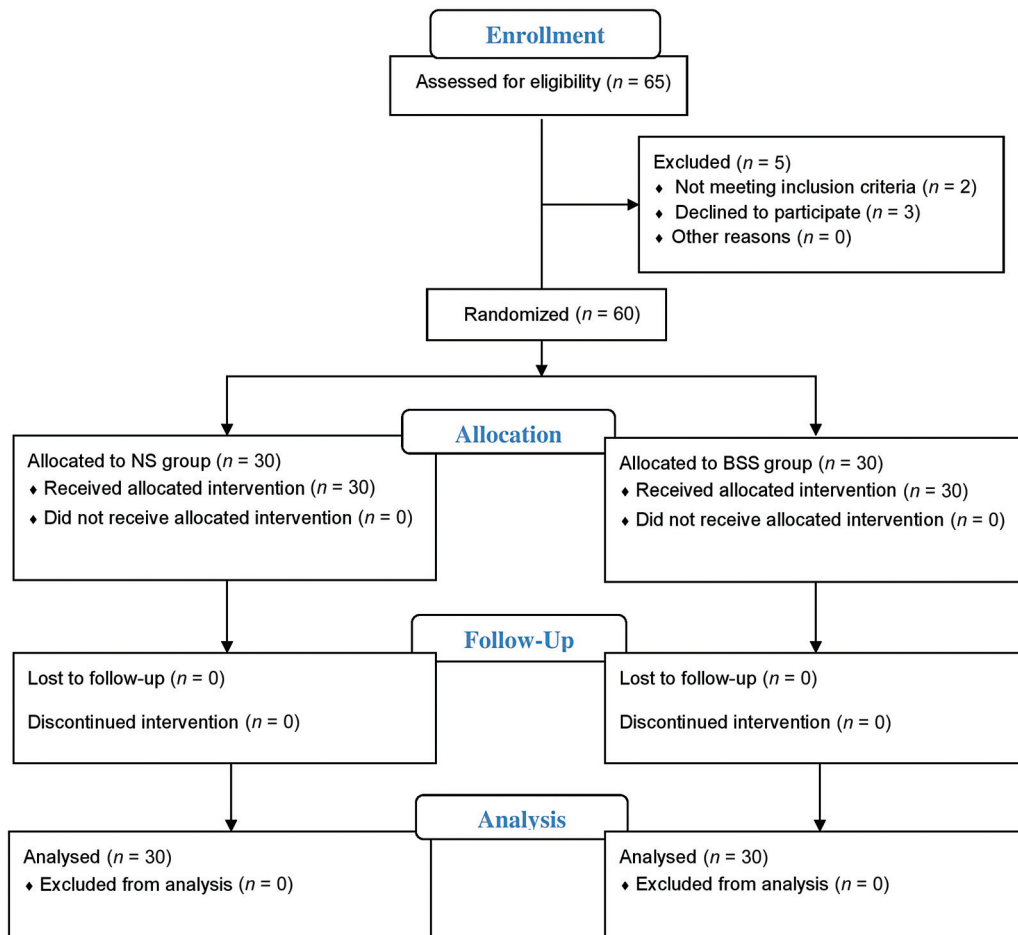 Enrollment
Assessed for eligibility (n = 65)
Excluded (n = 5)
♦ Not meeting inclusion criteria (n = 2)
♦ Declined to participate (n = 3)
♦ Other reasons (n = 0)
Randomized (n = 60)
Allocation
Allocated to NS group (n = 30)
♦ Received allocated intervention (n = 30)
♦ Did not receive allocated intervention (n = 0)
Allocated to BSS group (n = 30)
♦ Received allocated intervention (n = 30)
♦ Did not receive allocated intervention (n = 0)
Follow-Up
Lost to follow-up (n = 0)
Discontinued intervention (n = 0)
Lost to follow-up (n = 0)
Discontinued intervention (n = 0)
Analysis
Analysed (n = 30)
♦ Excluded from analysis (n = 0)
Analysed (n = 30)
♦ Excluded from analysis (n = 0)